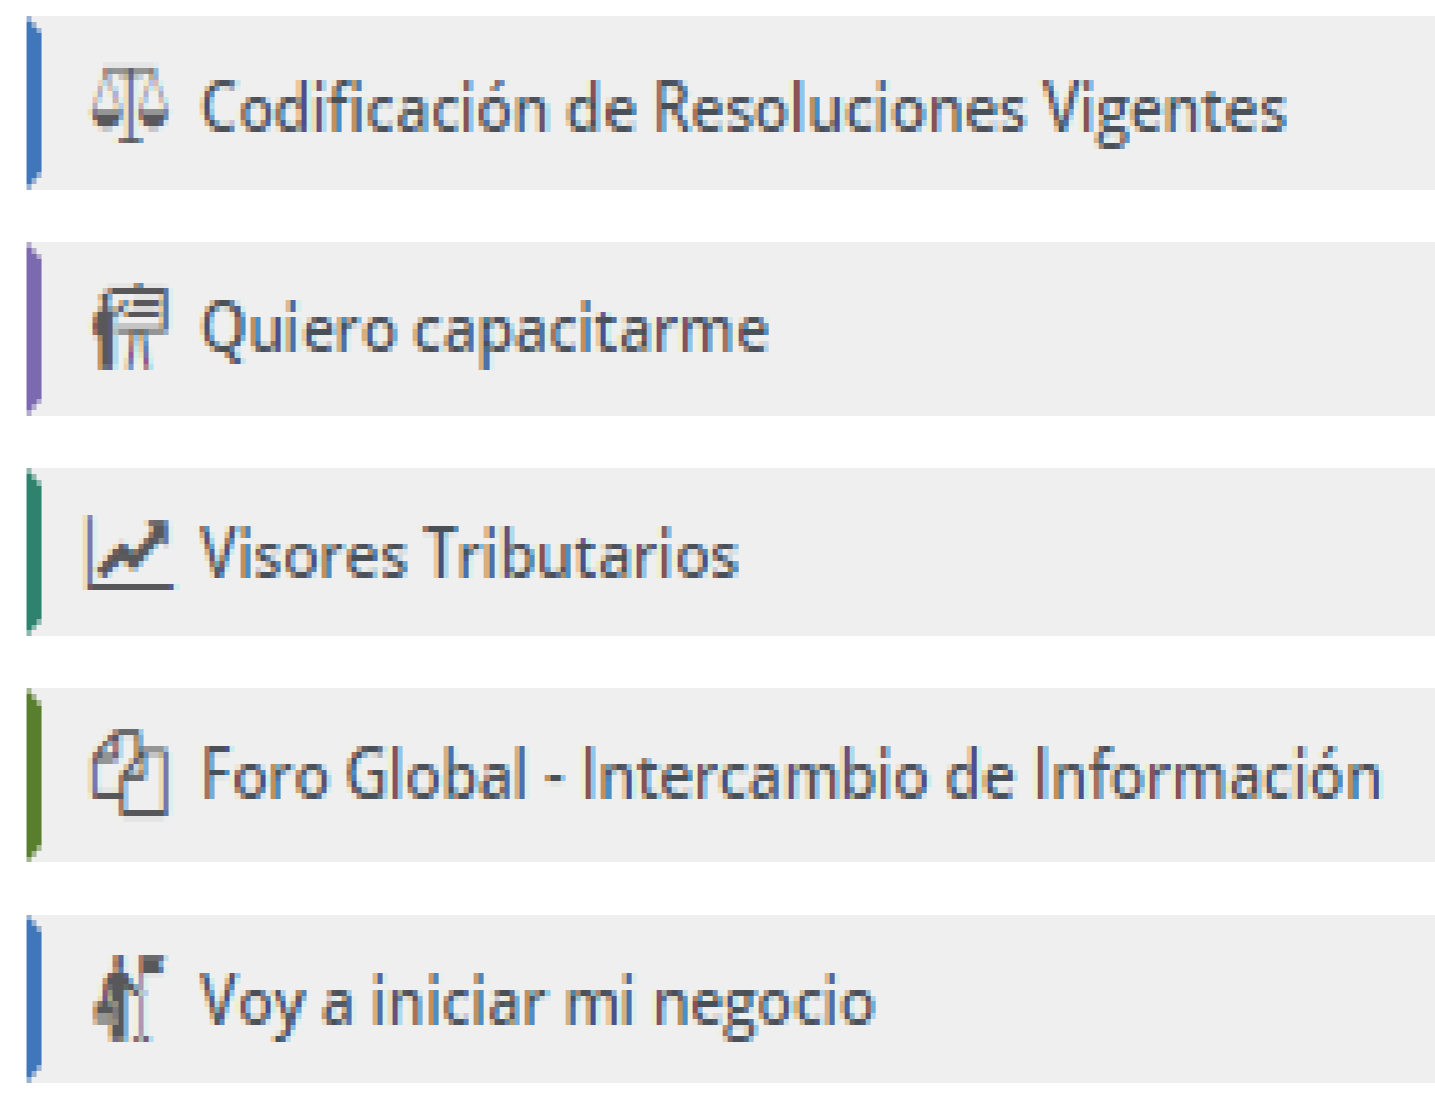 Codificación de Resoluciones Vigentes
Quiero capacitarme
Visores Tributarios
Foro Global - Intercambio de Información
Voy a iniciar mi negocio